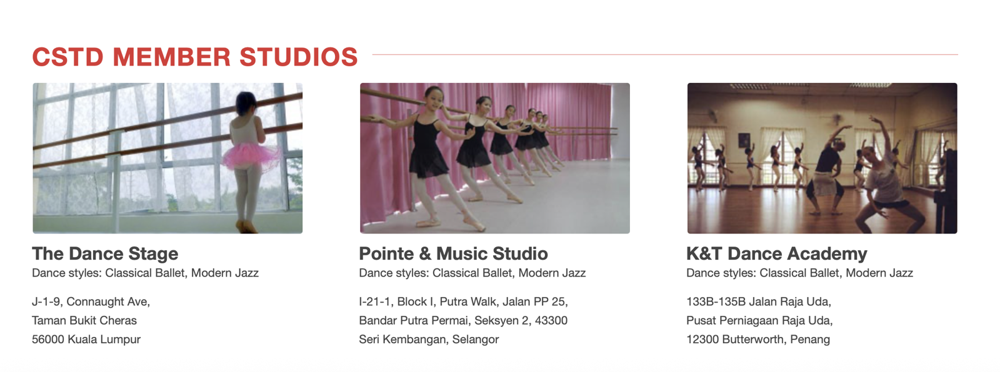 CSTD MEMBER STUDIOS
The Dance Stage
Dance styles: Classical Ballet, Modern Jazz
J-1-9, Connaught Ave,
Taman Bukit Cheras
56000 Kuala Lumpur
Pointe & Music Studio
Dance styles: Classical Ballet, Modern Jazz
I-21-1, Block I, Putra Walk, Jalan PP 25,
Bandar Putra Permai, Seksyen 2, 43300
Seri Kembangan, Selangor
K&T Dance Academy
Dance styles: Classical Ballet, Modern Jazz
133B-135B Jalan Raja Uda,
Pusat Perniagaan Raja Uda,
12300 Butterworth, Penang